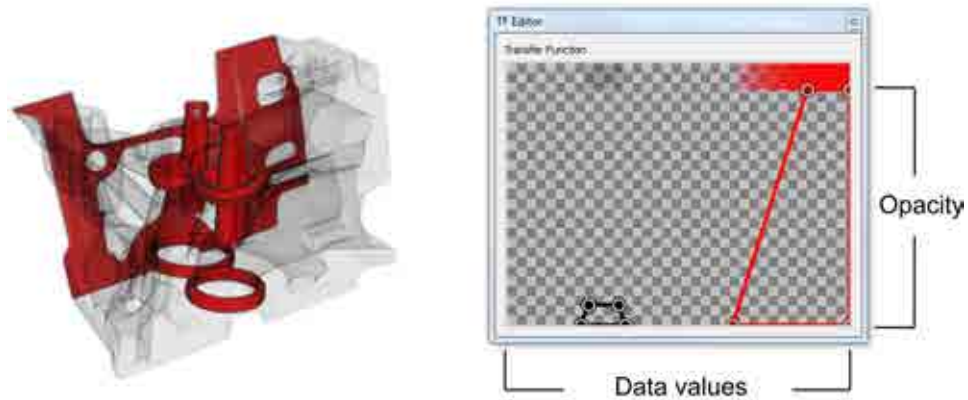 TF Editor
Transfer Function
Opacity
Data values